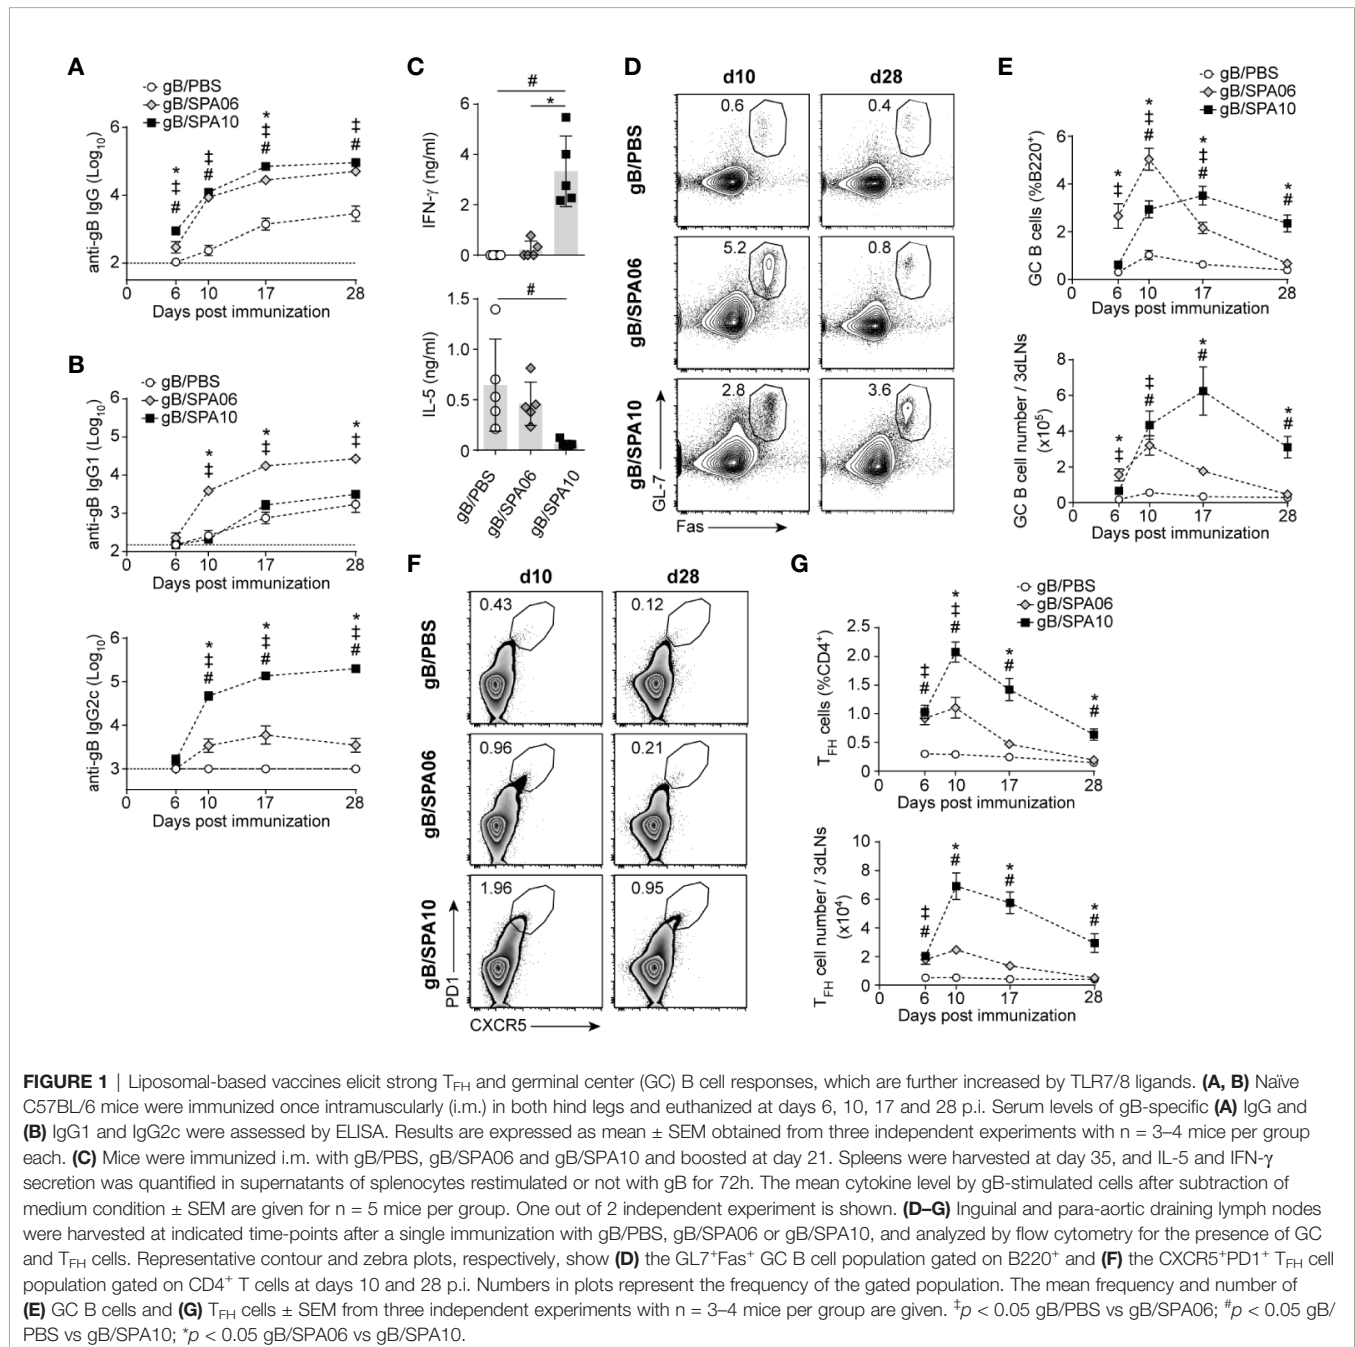 A
gB/PBS
gB/SPA06
gB/SPA10
anti-gB IgG (Log10)
6
4
2
* ‡ #
‡ #
* ‡ #
‡ #
0 6 10 17 28
Days post immunization
B
gB/PBS
gB/SPA06
gB/SPA10
anti-gB IgG1 (Log10)
6
5
4
3
2
* ‡
* ‡
* ‡
0 6 10 17 28
Days post immunization
anti-gB IgG2c (Log10)
6
5
4
3
* ‡ #
* ‡ #
* ‡ #
0 6 10 17 28
Days post immunization
C
#
*
IFN-γ (ng/ml)
6
4
2
0
#
IL-5 (ng/ml)
1.5
1.0
0.5
0
gB/PBS
gB/SPA06
gB/SPA10
D
d10 d28
gB/PBS
0.6 0.4
gB/SPA06
5.2 0.8
gB/SPA10
2.8 3.6
GL-7
Fas
E
gB/PBS
gB/SPA06
gB/SPA10
GC B cells (%B220+)
6
4
2
0
* ‡
* ‡ #
* ‡ #
* #
0 6 10 17 28
Days post immunization
GC B cell number / 3dLNs
(x10⁵)
8
6
4
2
0
* ‡
‡ #
* #
* #
0 6 10 17 28
Days post immunization
F
d10 d28
gB/PBS
0.43 0.12
gB/SPA06
0.96 0.21
gB/SPA10
1.96 0.95
PD1
CXCR5
G
gB/PBS
gB/SPA06
gB/SPA10
TFH cells (%CD4+)
2.5
2.0
1.5
1.0
0.5
0
‡ #
* ‡ #
* #
* #
0 6 10 17 28
Days post immunization
TFH cell number / 3dLNs
(x10⁴)
10
8
6
4
2
0
‡ #
* #
* #
* #
0 6 10 17 28
Days post immunization
FIGURE 1 | Liposomal-based vaccines elicit strong TFH and germinal center (GC) B cell responses, which are further increased by TLR7/8 ligands. (A, B) Naïve
C57BL/6 mice were immunized once intramuscularly (i.m.) in both hind legs and euthanized at days 6, 10, 17 and 28 p.i. Serum levels of gB-specific (A) IgG and
(B) IgG1 and IgG2c were assessed by ELISA. Results are expressed as mean ± SEM obtained from three independent experiments with n = 3–4 mice per group
each. (C) Mice were immunized i.m. with gB/PBS, gB/SPA06 and gB/SPA10 and boosted at day 21. Spleens were harvested at day 35, and IL-5 and IFN-γ
secretion was quantified in supernatants of splenocytes restimulated or not with gB for 72h. The mean cytokine level by gB-stimulated cells after subtraction of
medium condition ± SEM are given for n = 5 mice per group. One out of 2 independent experiment is shown. (D–G) Inguinal and para-aortic draining lymph nodes
were harvested at indicated time-points after a single immunization with gB/PBS, gB/SPA06 or gB/SPA10, and analyzed by flow cytometry for the presence of GC
and TFH cells. Representative contour and zebra plots, respectively, show (D) the GL7+Fas+ GC B cell population gated on B220+ and (F) the CXCR5+PD1+ TFH cell
population gated on CD4+ T cells at days 10 and 28 p.i. Numbers in plots represent the frequency of the gated population. The mean frequency and number of
(E) GC B cells and (G) TFH cells ± SEM from three independent experiments with n = 3–4 mice per group are given. ‡p < 0.05 gB/PBS vs gB/SPA06; #p < 0.05 gB/
PBS vs gB/SPA10; *p < 0.05 gB/SPA06 vs gB/SPA10.